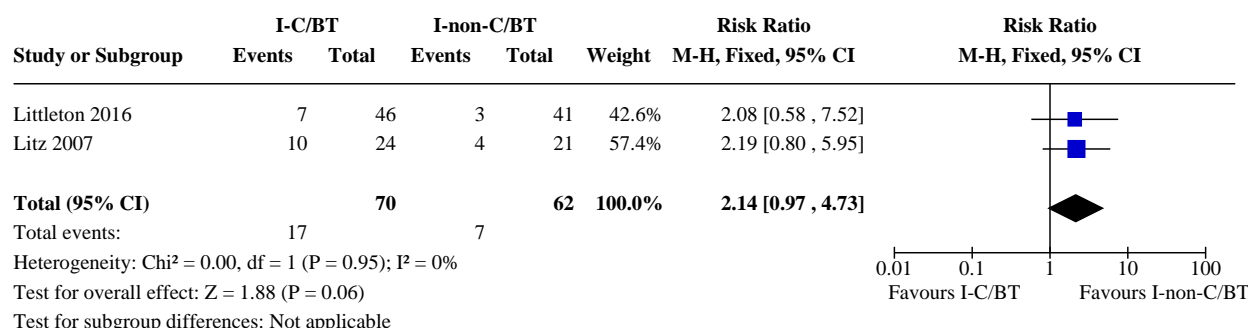 I-C/BT I-non-C/BT Risk Ratio Risk Ratio
Study or Subgroup Events Total Events Total Weight M-H, Fixed, 95% CI M-H, Fixed, 95% CI
Littleton 2016 7 46 3 41 42.6% 2.08 [0.58 , 7.52]
Litz 2007 10 24 4 21 57.4% 2.19 [0.80 , 5.95]
Total (95% CI) 70 62 100.0% 2.14 [0.97 , 4.73]
Total events: 17 7
Heterogeneity: Chi² = 0.00, df = 1 (P = 0.95); I² = 0%
0.01 0.1 1 10 100
Test for overall effect: Z = 1.88 (P = 0.06)
Favours I-C/BT Favours I-non-C/BT
Test for subgroup differences: Not applicable